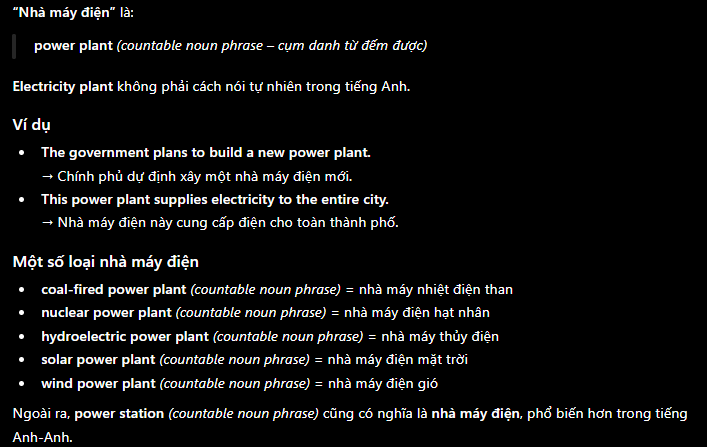 “Nhà máy điện” là:
power plant (countable noun phrase – cụm danh từ đếm được)
Electricity plant không phải cách nói tự nhiên trong tiếng Anh.
Ví dụ
• The government plans to build a new power plant.
→ Chính phủ dự định xây một nhà máy điện mới.
• This power plant supplies electricity to the entire city.
→ Nhà máy điện này cung cấp điện cho toàn thành phố.
Một số loại nhà máy điện
• coal-fired power plant (countable noun phrase) = nhà máy nhiệt điện than
• nuclear power plant (countable noun phrase) = nhà máy điện hạt nhân
• hydroelectric power plant (countable noun phrase) = nhà máy thủy điện
• solar power plant (countable noun phrase) = nhà máy điện mặt trời
• wind power plant (countable noun phrase) = nhà máy điện gió
Ngoài ra, power station (countable noun phrase) cũng có nghĩa là nhà máy điện, phổ biến hơn trong tiếng
Anh-Anh.